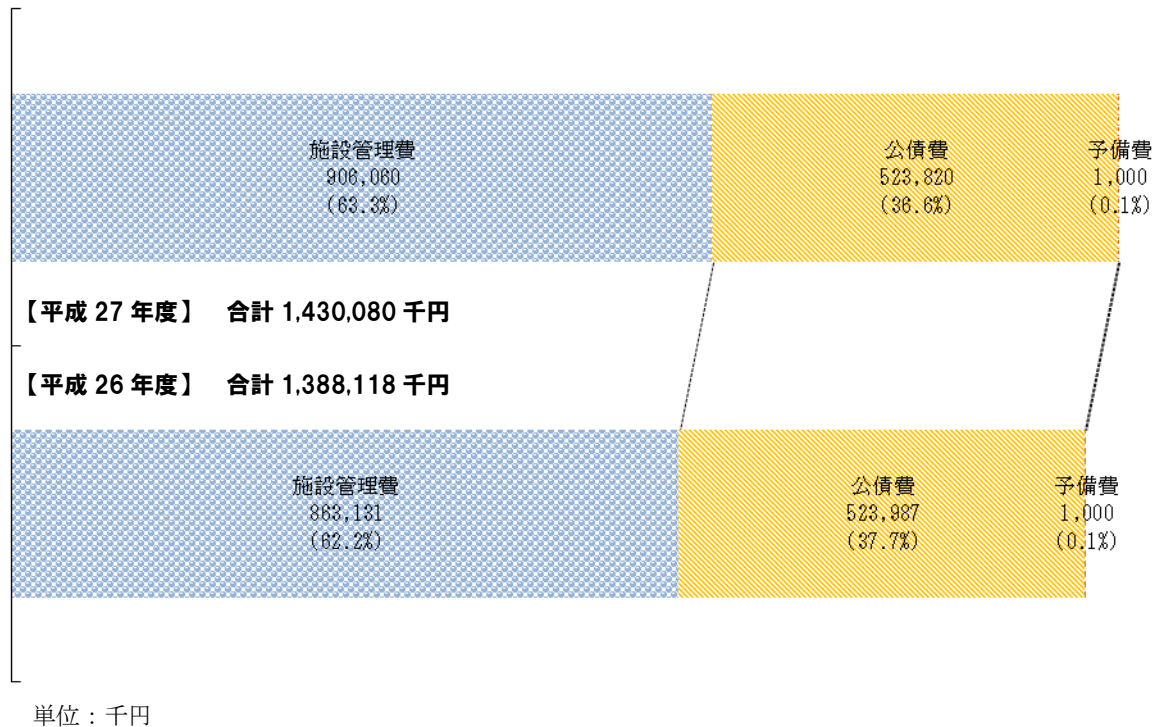 施設管理費
906,060
(63.3%)
公債費
523,820
(36.6%)
予備費
1,000
(0.1%)
【平成 27 年度】 合計 1,430,080 千円
【平成 26 年度】 合計 1,388,118 千円
施設管理費
863,131
(62.2%)
公債費
523,987
(37.7%)
予備費
1,000
(0.1%)
単位：千円